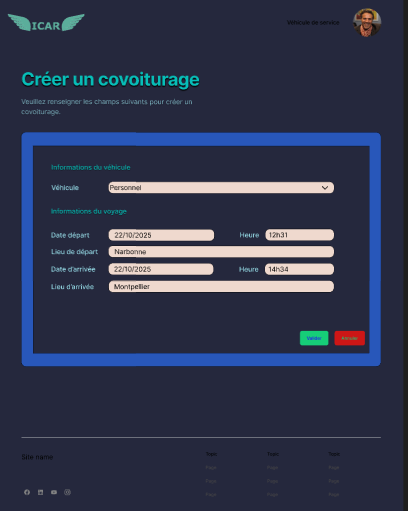 ICAR
Véhicule de service
Créer un covoiturage
Veuillez renseigner les champs suivants pour créer un
covoiturage.
Informations du véhicule
Véhicule Personnel
Informations du voyage
Date départ 22/10/2025 Heure 12h31
Lieu de départ Narbonne
Date d'arrivée 22/10/2025 Heure 14h34
Lieu d'arrivée Montpellier
Valider Annuler
Site name Topic Topic Topic
Page Page Page
Page Page Page
Page Page Page